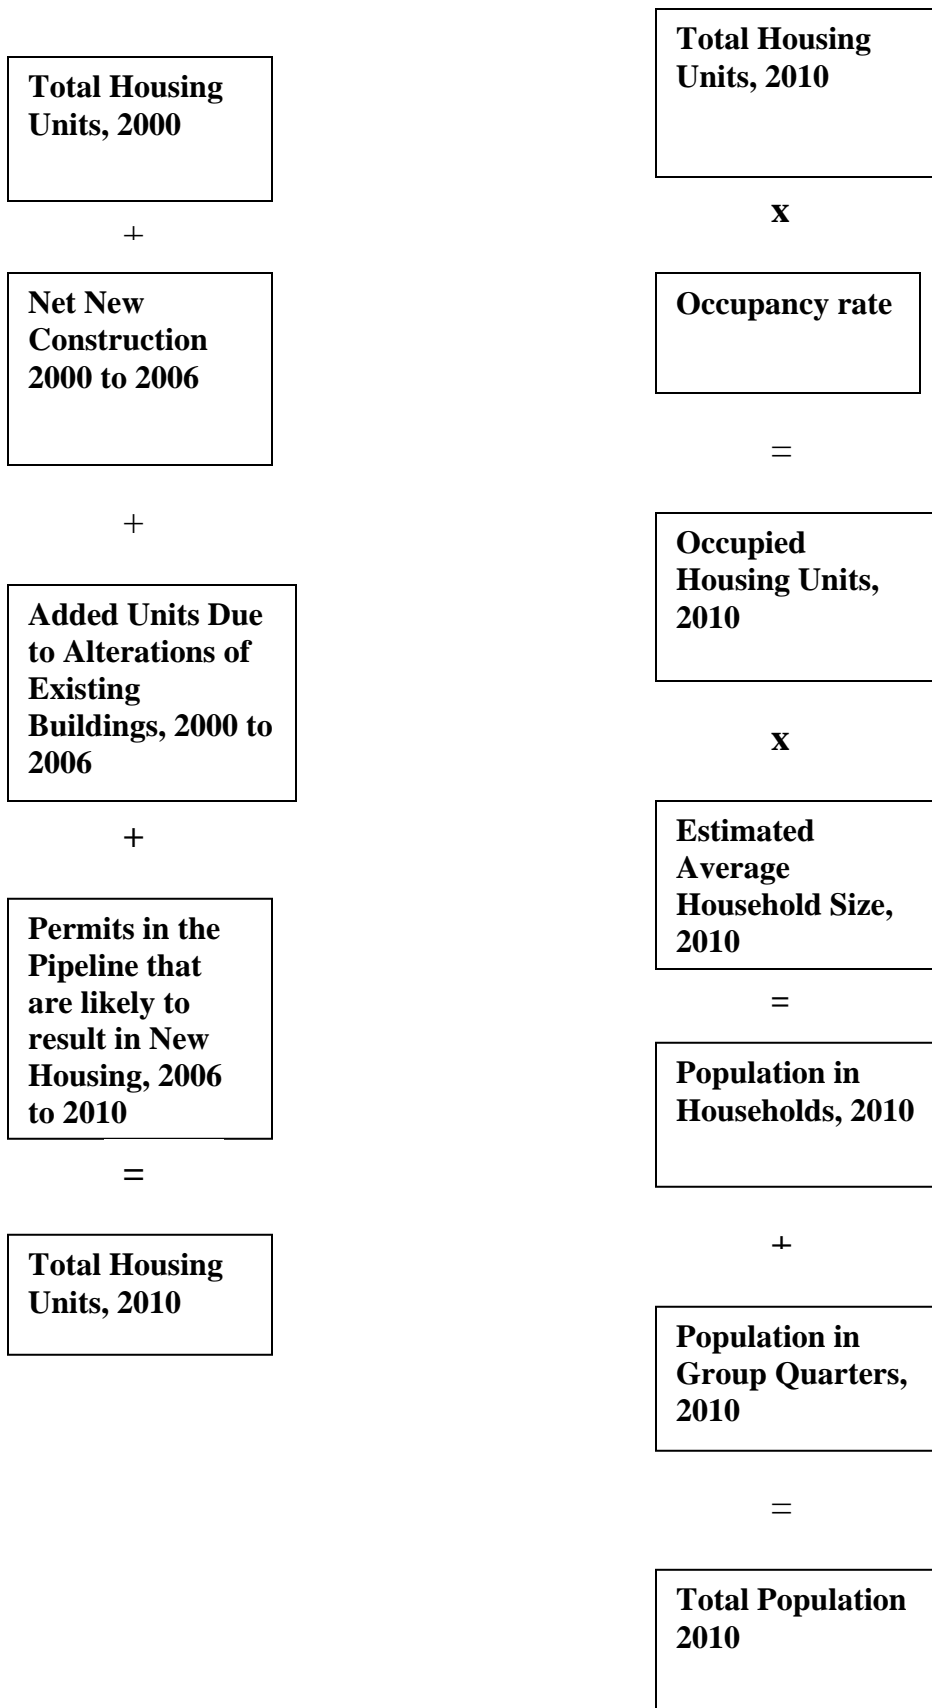 Total Housing
Units, 2000
+
Net New
Construction
2000 to 2006
+
Added Units Due
to Alterations of
Existing
Buildings, 2000 to
2006
+
Permits in the
Pipeline that
are likely to
result in New
Housing, 2006
to 2010
=
Total Housing
Units, 2010
Total Housing
Units, 2010
x
Occupancy rate
=
Occupied
Housing Units,
2010
x
Estimated
Average
Household Size,
2010
=
Population in
Households, 2010
+
Population in
Group Quarters,
2010
=
Total Population
2010